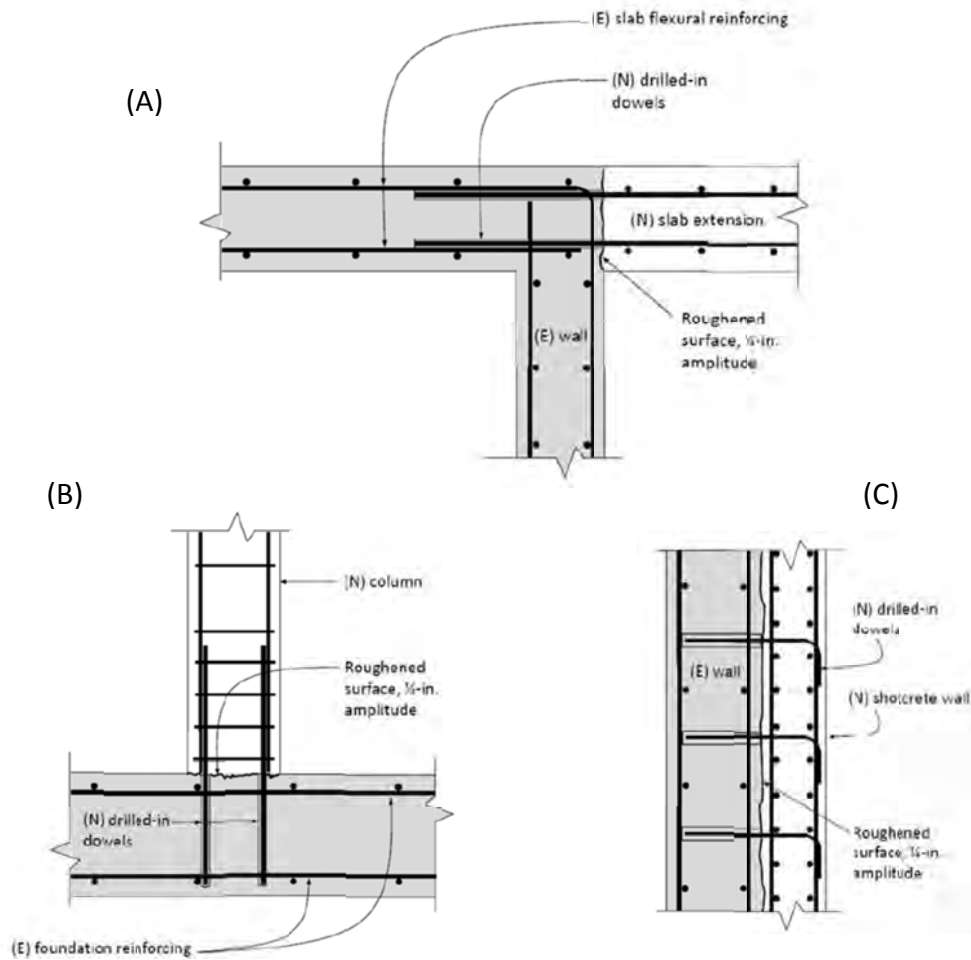 (E) slab flexural reinforcing
(A)
(N) drilled-in
dowels
(N) slab extension
(E) wall
Roughened
surface, ¼-in.
amplitude
(B)
(N) column
Roughened
surface, ¼-in.
amplitude
(N) drilled-in
dowels
(E) foundation reinforcing
(C)
(N) drilled-in
dowels
(E) wall
(N) shotcrete wall
Roughened
surface, ¼-in.
amplitude